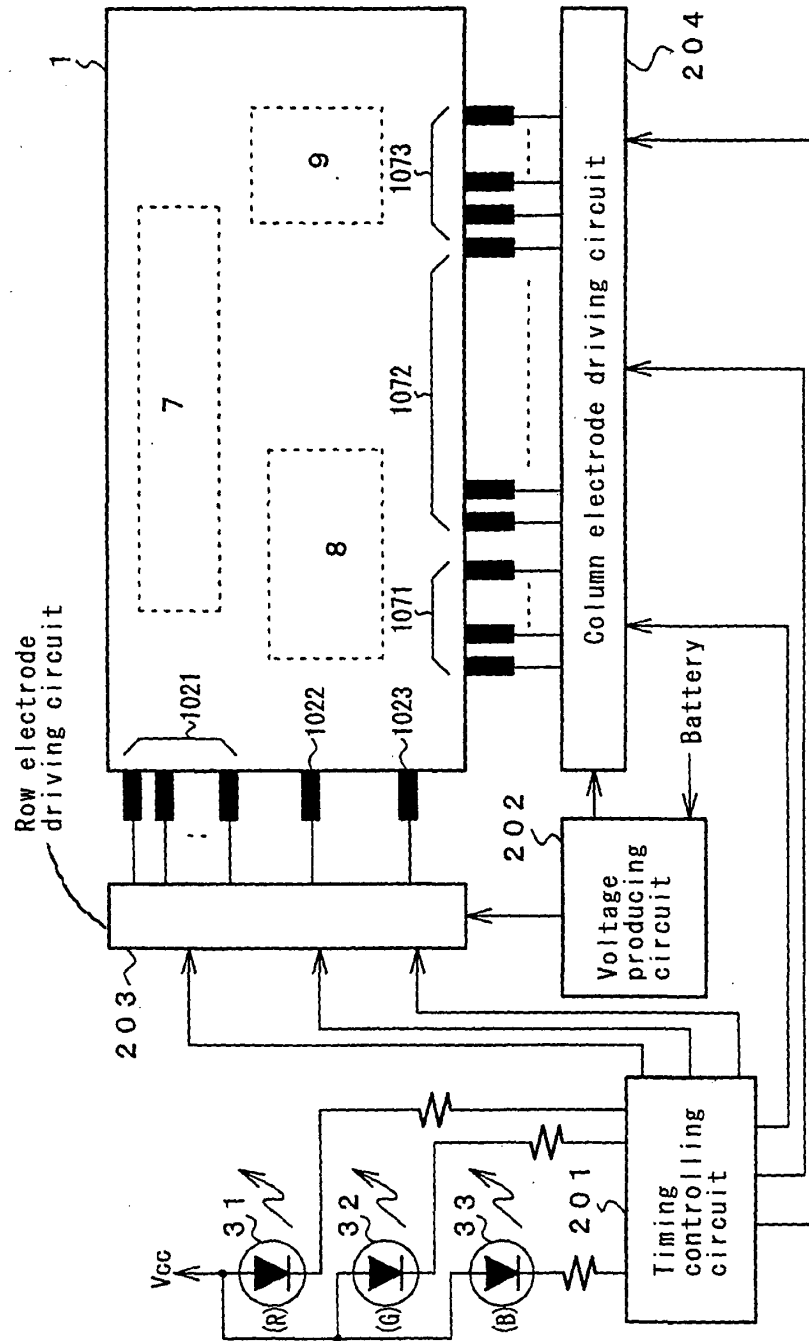 Row electrode
driving circuit
1
7
9
8
1021
1022
1023
1071
1072
1073
203
204
Column electrode driving circuit
202
Voltage
producing
circuit
Battery
Vcc
31
(R)
32
(G)
33
(B)
201
Timing
controlling
circuit